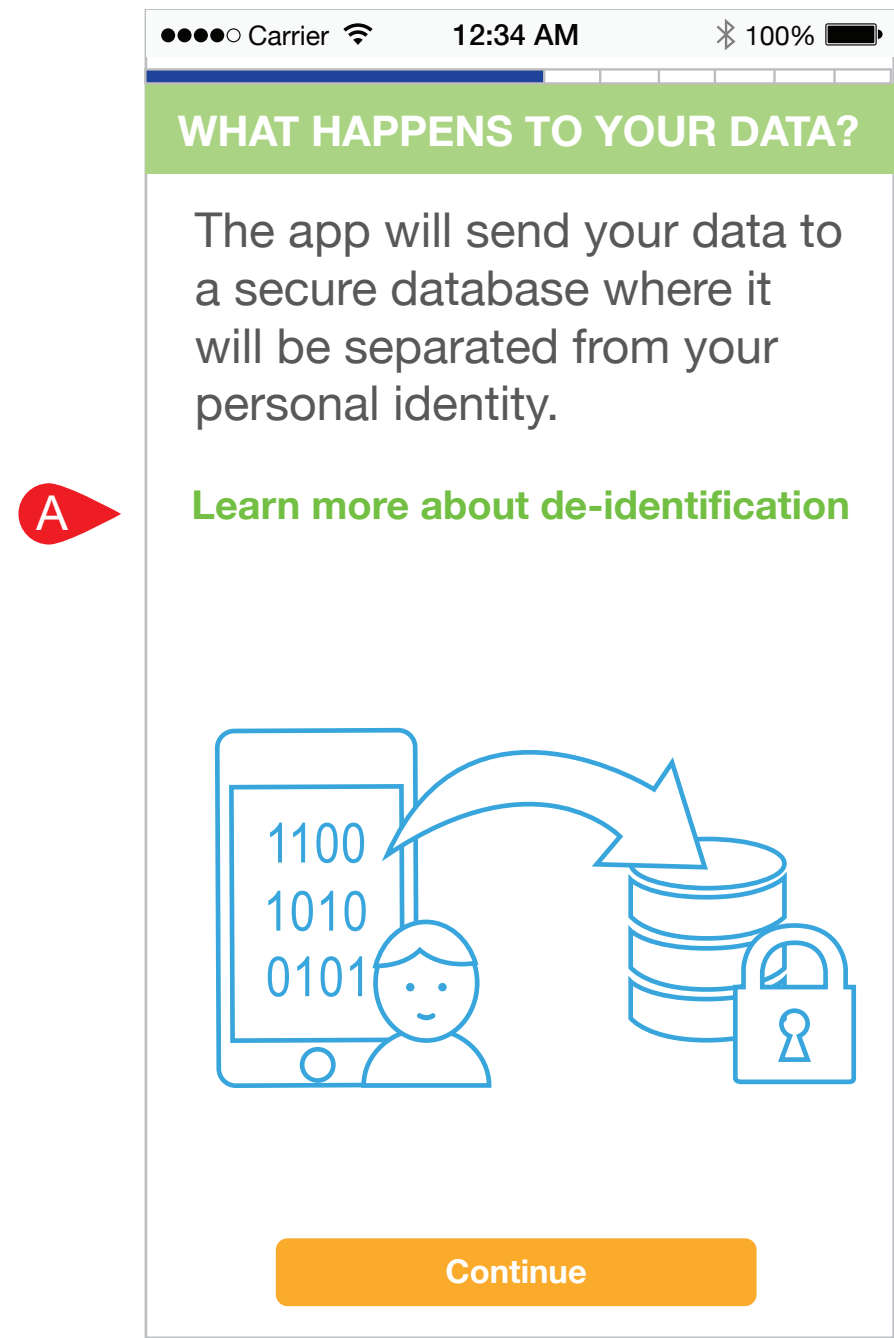 Carrier 12:34 AM 100%
WHAT HAPPENS TO YOUR DATA?
The app will send your data to
a secure database where it
will be separated from your
personal identity.
A
Learn more about de-identification
1100
1010
0101
Continue